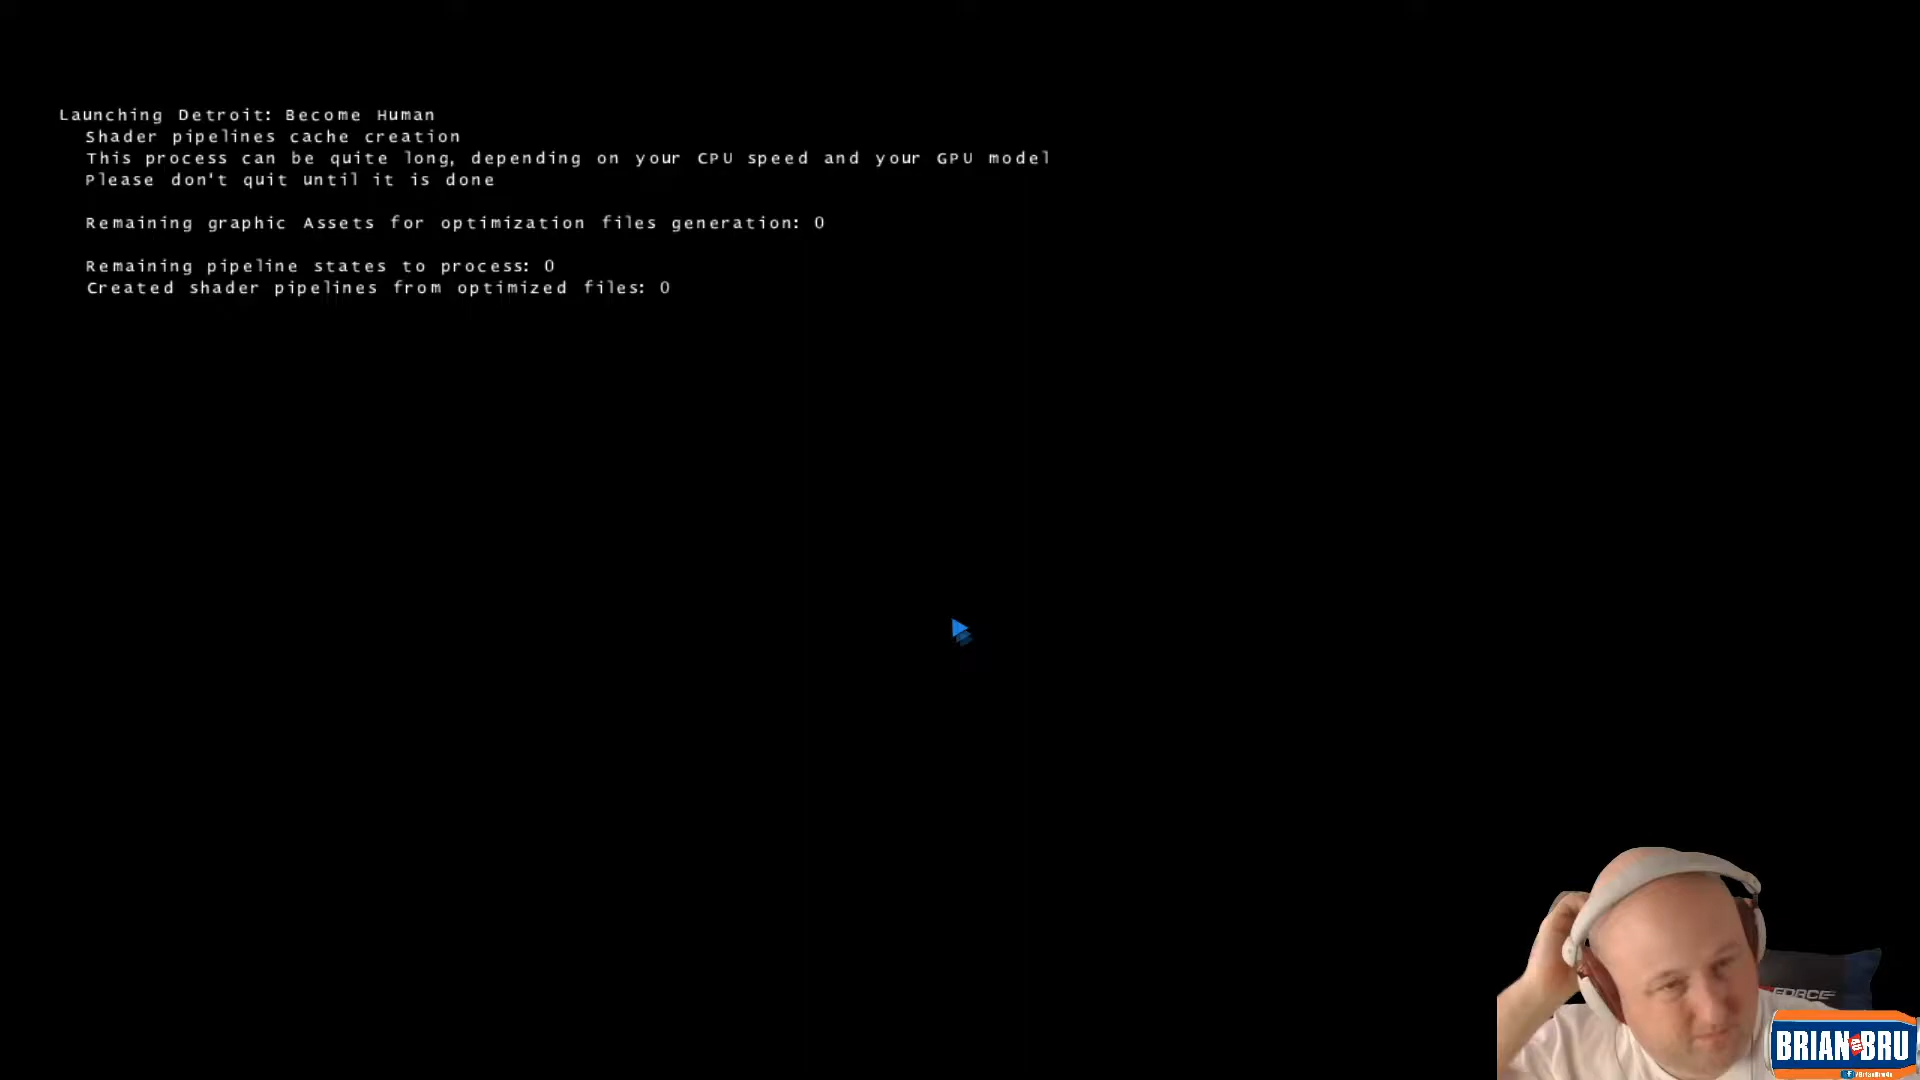 Launching Detroit: Become Human
Shader pipelines cache creation
This process can be quite long, depending on your CPU speed and your GPU model
Please don't quit until it is done
Remaining graphic Assets for optimization files generation: 0
Remaining pipeline states to process: 0
Created shader pipelines from optimized files: 0
FORCE
BRIAN BRU